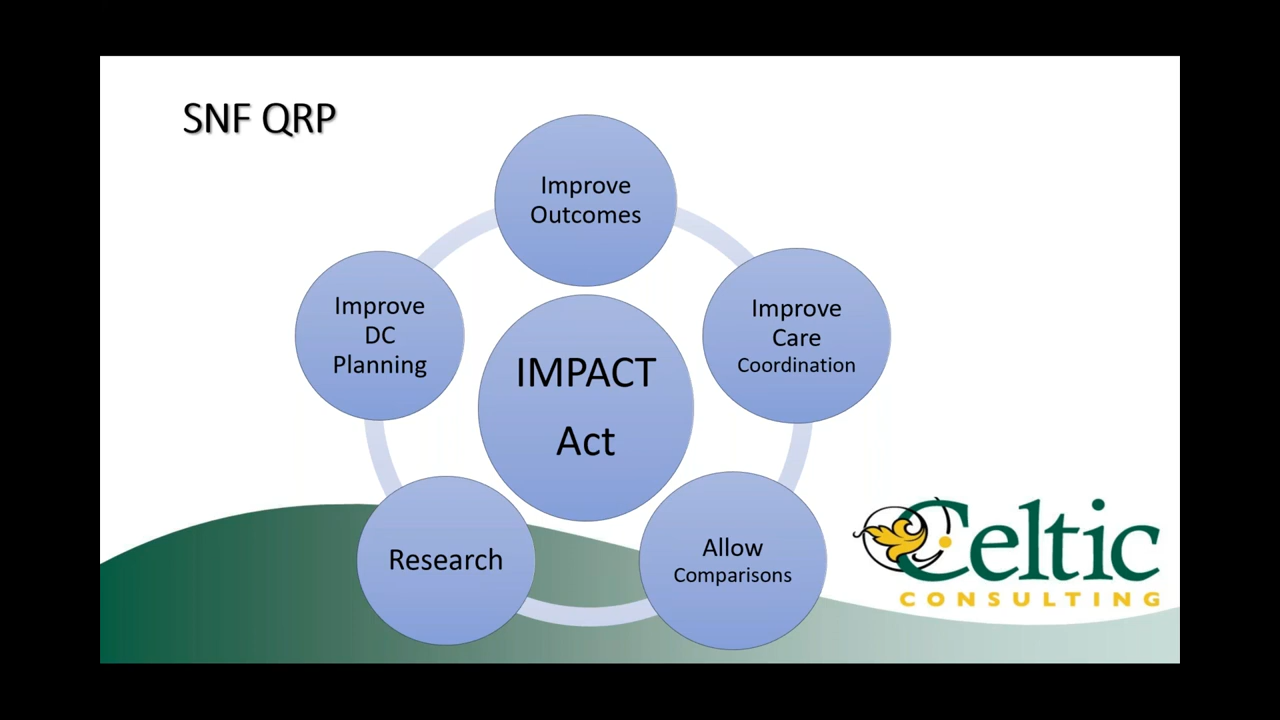 SNF QRP
Improve
Outcomes
Improve
DC
Planning
Improve
Care
Coordination
IMPACT
Act
Research
Allow
Comparisons
Celtic
CONSULTING